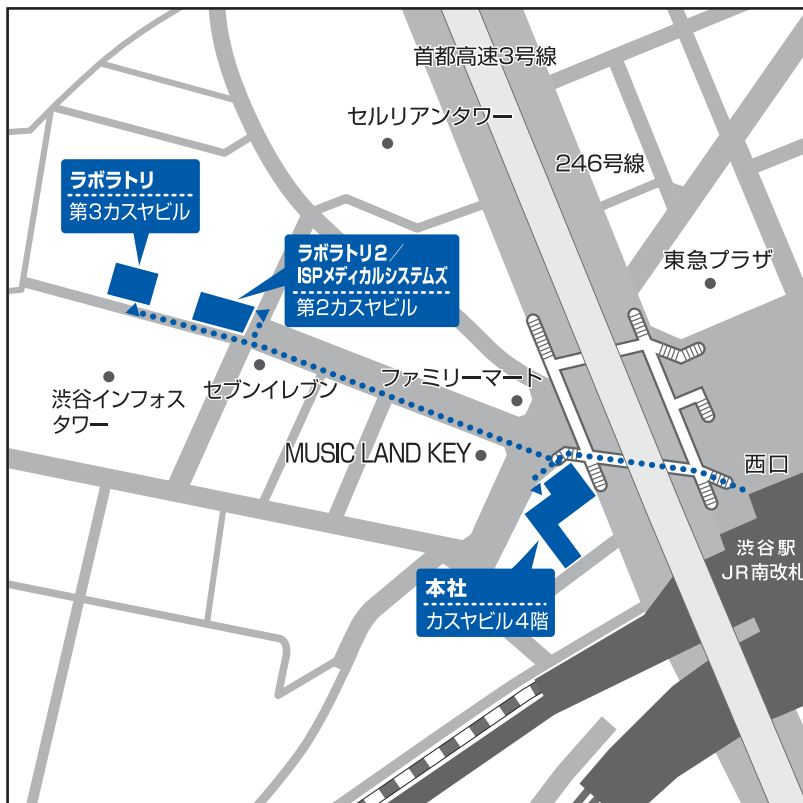 首都高速3号線
セルリアンタワー
246号線
ラボラトリ
第3カスヤビル
ラボラトリ2／
ISPメディカルシステムズ
第2カスヤビル
東急プラザ
渋谷インフォス
タワー
セブンイレブン
ファミリーマート
MUSIC LAND KEY
西口
渋谷駅
JR南改札
本社
カスヤビル4階